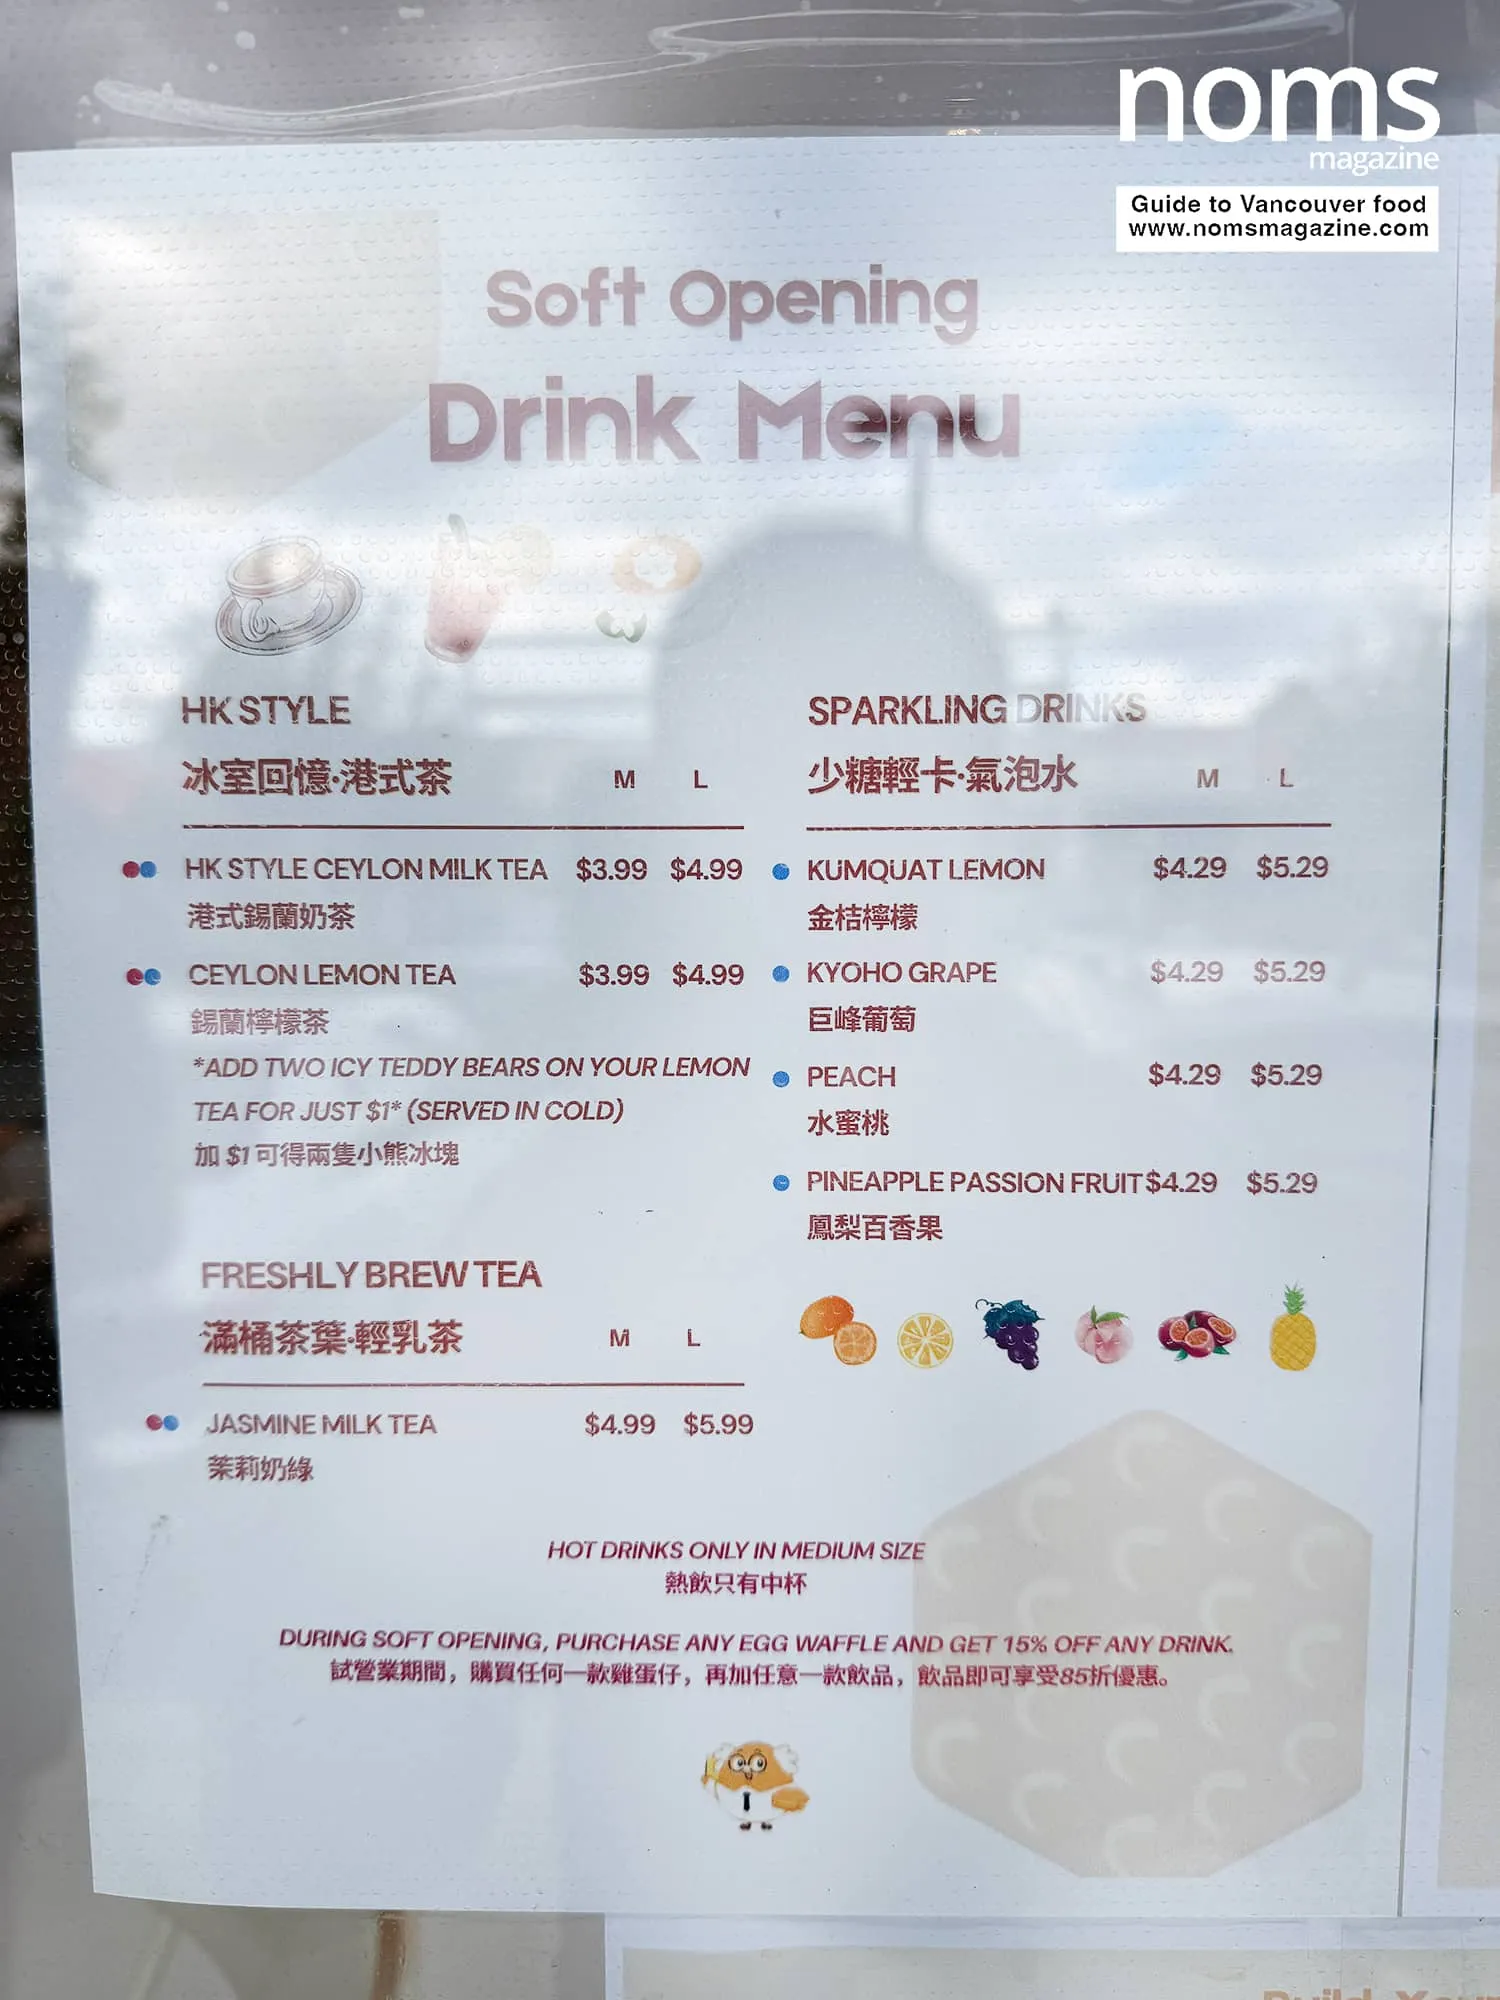 noms
magazine
Guide to Vancouver food
www.nomsmagazine.com
Soft Opening
Drink Menu
HK STYLE
冰室回憶·港式茶 M L
HK STYLE CEYLON MILK TEA $3.99 $4.99
港式錫蘭奶茶
CEYLON LEMON TEA $3.99 $4.99
錫蘭檸檬茶
*ADD TWO ICY TEDDY BEARS ON YOUR LEMON
TEA FOR JUST $1* (SERVED IN COLD)
加 $1 可得兩隻小熊冰塊
FRESHLY BREW TEA
滿桶茶葉·輕乳茶 M L
JASMINE MILK TEA $4.99 $5.99
茉莉奶綠
SPARKLING DRINKS
少糖輕卡·氣泡水 M L
KUMQUAT LEMON $4.29 $5.29
金桔檸檬
KYOHO GRAPE $4.29 $5.29
巨峰葡萄
PEACH $4.29 $5.29
水蜜桃
PINEAPPLE PASSION FRUIT $4.29 $5.29
鳳梨百香果
HOT DRINKS ONLY IN MEDIUM SIZE
熱飲只有中杯
DURING SOFT OPENING, PURCHASE ANY EGG WAFFLE AND GET 15% OFF ANY DRINK.
試營業期間，購買任何一款雞蛋仔，再加任意一款飲品，飲品即可享受85折優惠。